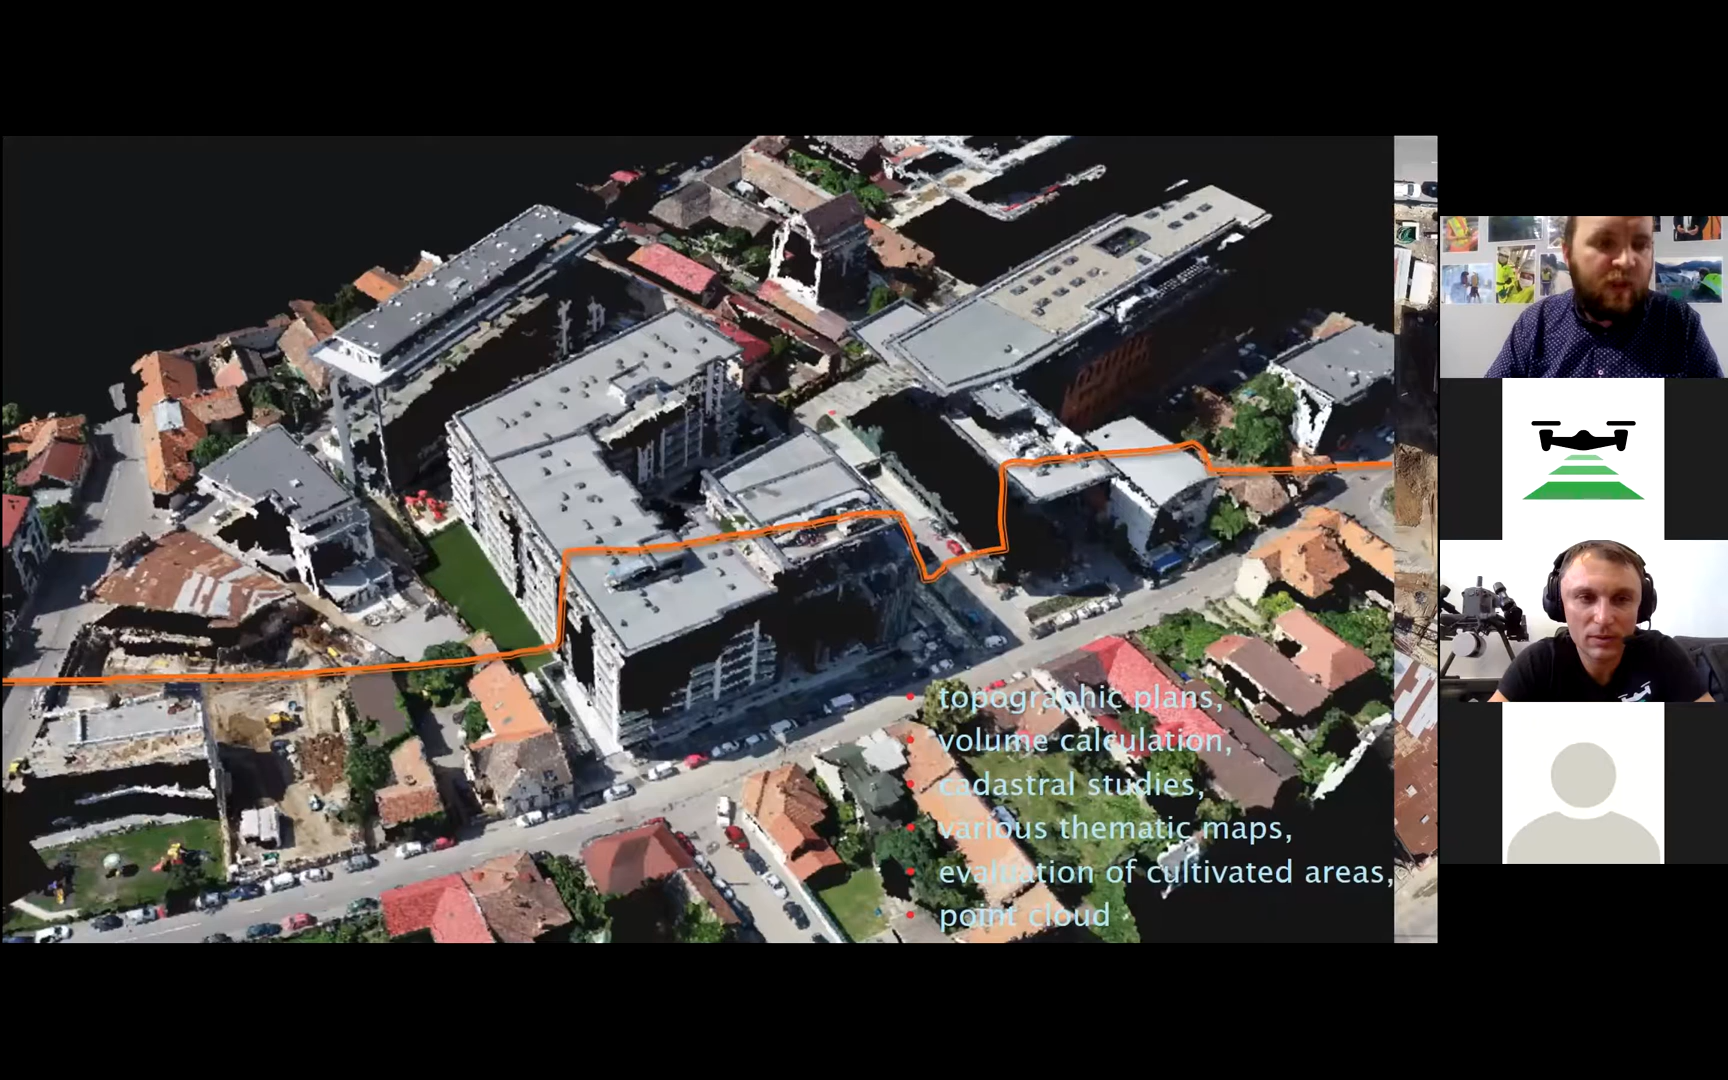 topographic plans,
volume calculation,
cadastral studies,
various thematic maps,
evaluation of cultivated areas,
point cloud